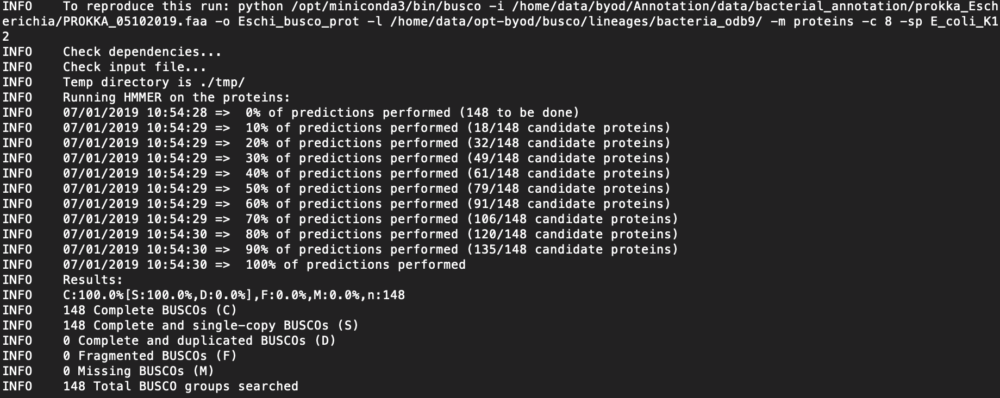 INFO    To reproduce this run: python /opt/miniconda3/bin/busco -i /home/data/byod/Annotation/data/bacterial_annotation/prokka_Esch
erichia/PROKKA_05102019.faa -o Eschi_busco_prot -l /home/data/opt-byod/busco/lineages/bacteria_odb9/ -m proteins -c 8 -sp E_coli_K1
2
INFO    Check dependencies...
INFO    Check input file...
INFO    Temp directory is ./tmp/
INFO    Running HMMER on the proteins:
INFO    07/01/2019 10:54:28 =>  0% of predictions performed (148 to be done)
INFO    07/01/2019 10:54:29 =>  10% of predictions performed (18/148 candidate proteins)
INFO    07/01/2019 10:54:29 =>  20% of predictions performed (32/148 candidate proteins)
INFO    07/01/2019 10:54:29 =>  30% of predictions performed (49/148 candidate proteins)
INFO    07/01/2019 10:54:29 =>  40% of predictions performed (61/148 candidate proteins)
INFO    07/01/2019 10:54:29 =>  50% of predictions performed (79/148 candidate proteins)
INFO    07/01/2019 10:54:29 =>  60% of predictions performed (91/148 candidate proteins)
INFO    07/01/2019 10:54:29 =>  70% of predictions performed (106/148 candidate proteins)
INFO    07/01/2019 10:54:30 =>  80% of predictions performed (120/148 candidate proteins)
INFO    07/01/2019 10:54:30 =>  90% of predictions performed (135/148 candidate proteins)
INFO    07/01/2019 10:54:30 =>  100% of predictions performed
INFO    Results:
INFO    C:100.0%[S:100.0%,D:0.0%],F:0.0%,M:0.0%,n:148
INFO    148 Complete BUSCOs (C)
INFO    148 Complete and single-copy BUSCOs (S)
INFO    0 Complete and duplicated BUSCOs (D)
INFO    0 Fragmented BUSCOs (F)
INFO    0 Missing BUSCOs (M)
INFO    148 Total BUSCO groups searched